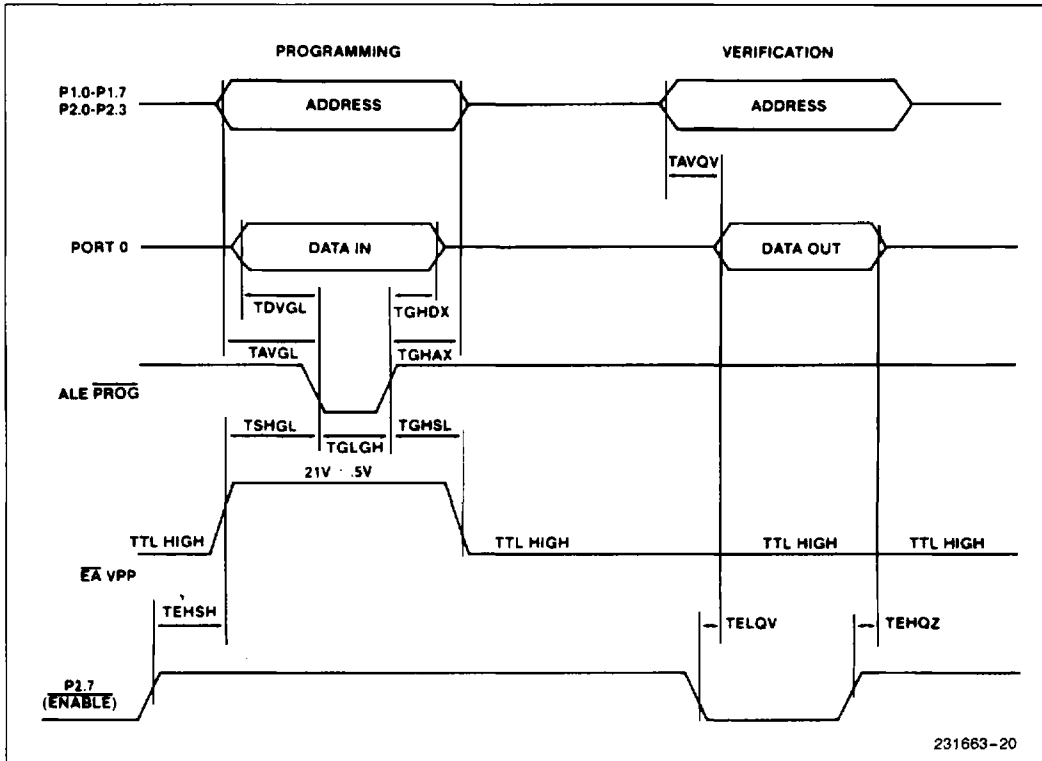 PROGRAMMING VERIFICATION
P1.0-P1.7
P2.0-P2.3
ADDRESS ADDRESS
TAVQV
PORT 0 DATA IN DATA OUT
TDVGL TGHDX
TAVGL TGHAX
ALE PROG
TSHGL TGLGH TGHSL
21V .5V
TTL HIGH TTL HIGH TTL HIGH TTL HIGH
EA VPP
TEHSH TELQV TEHQZ
P2.7
(ENABLE)
231663-20